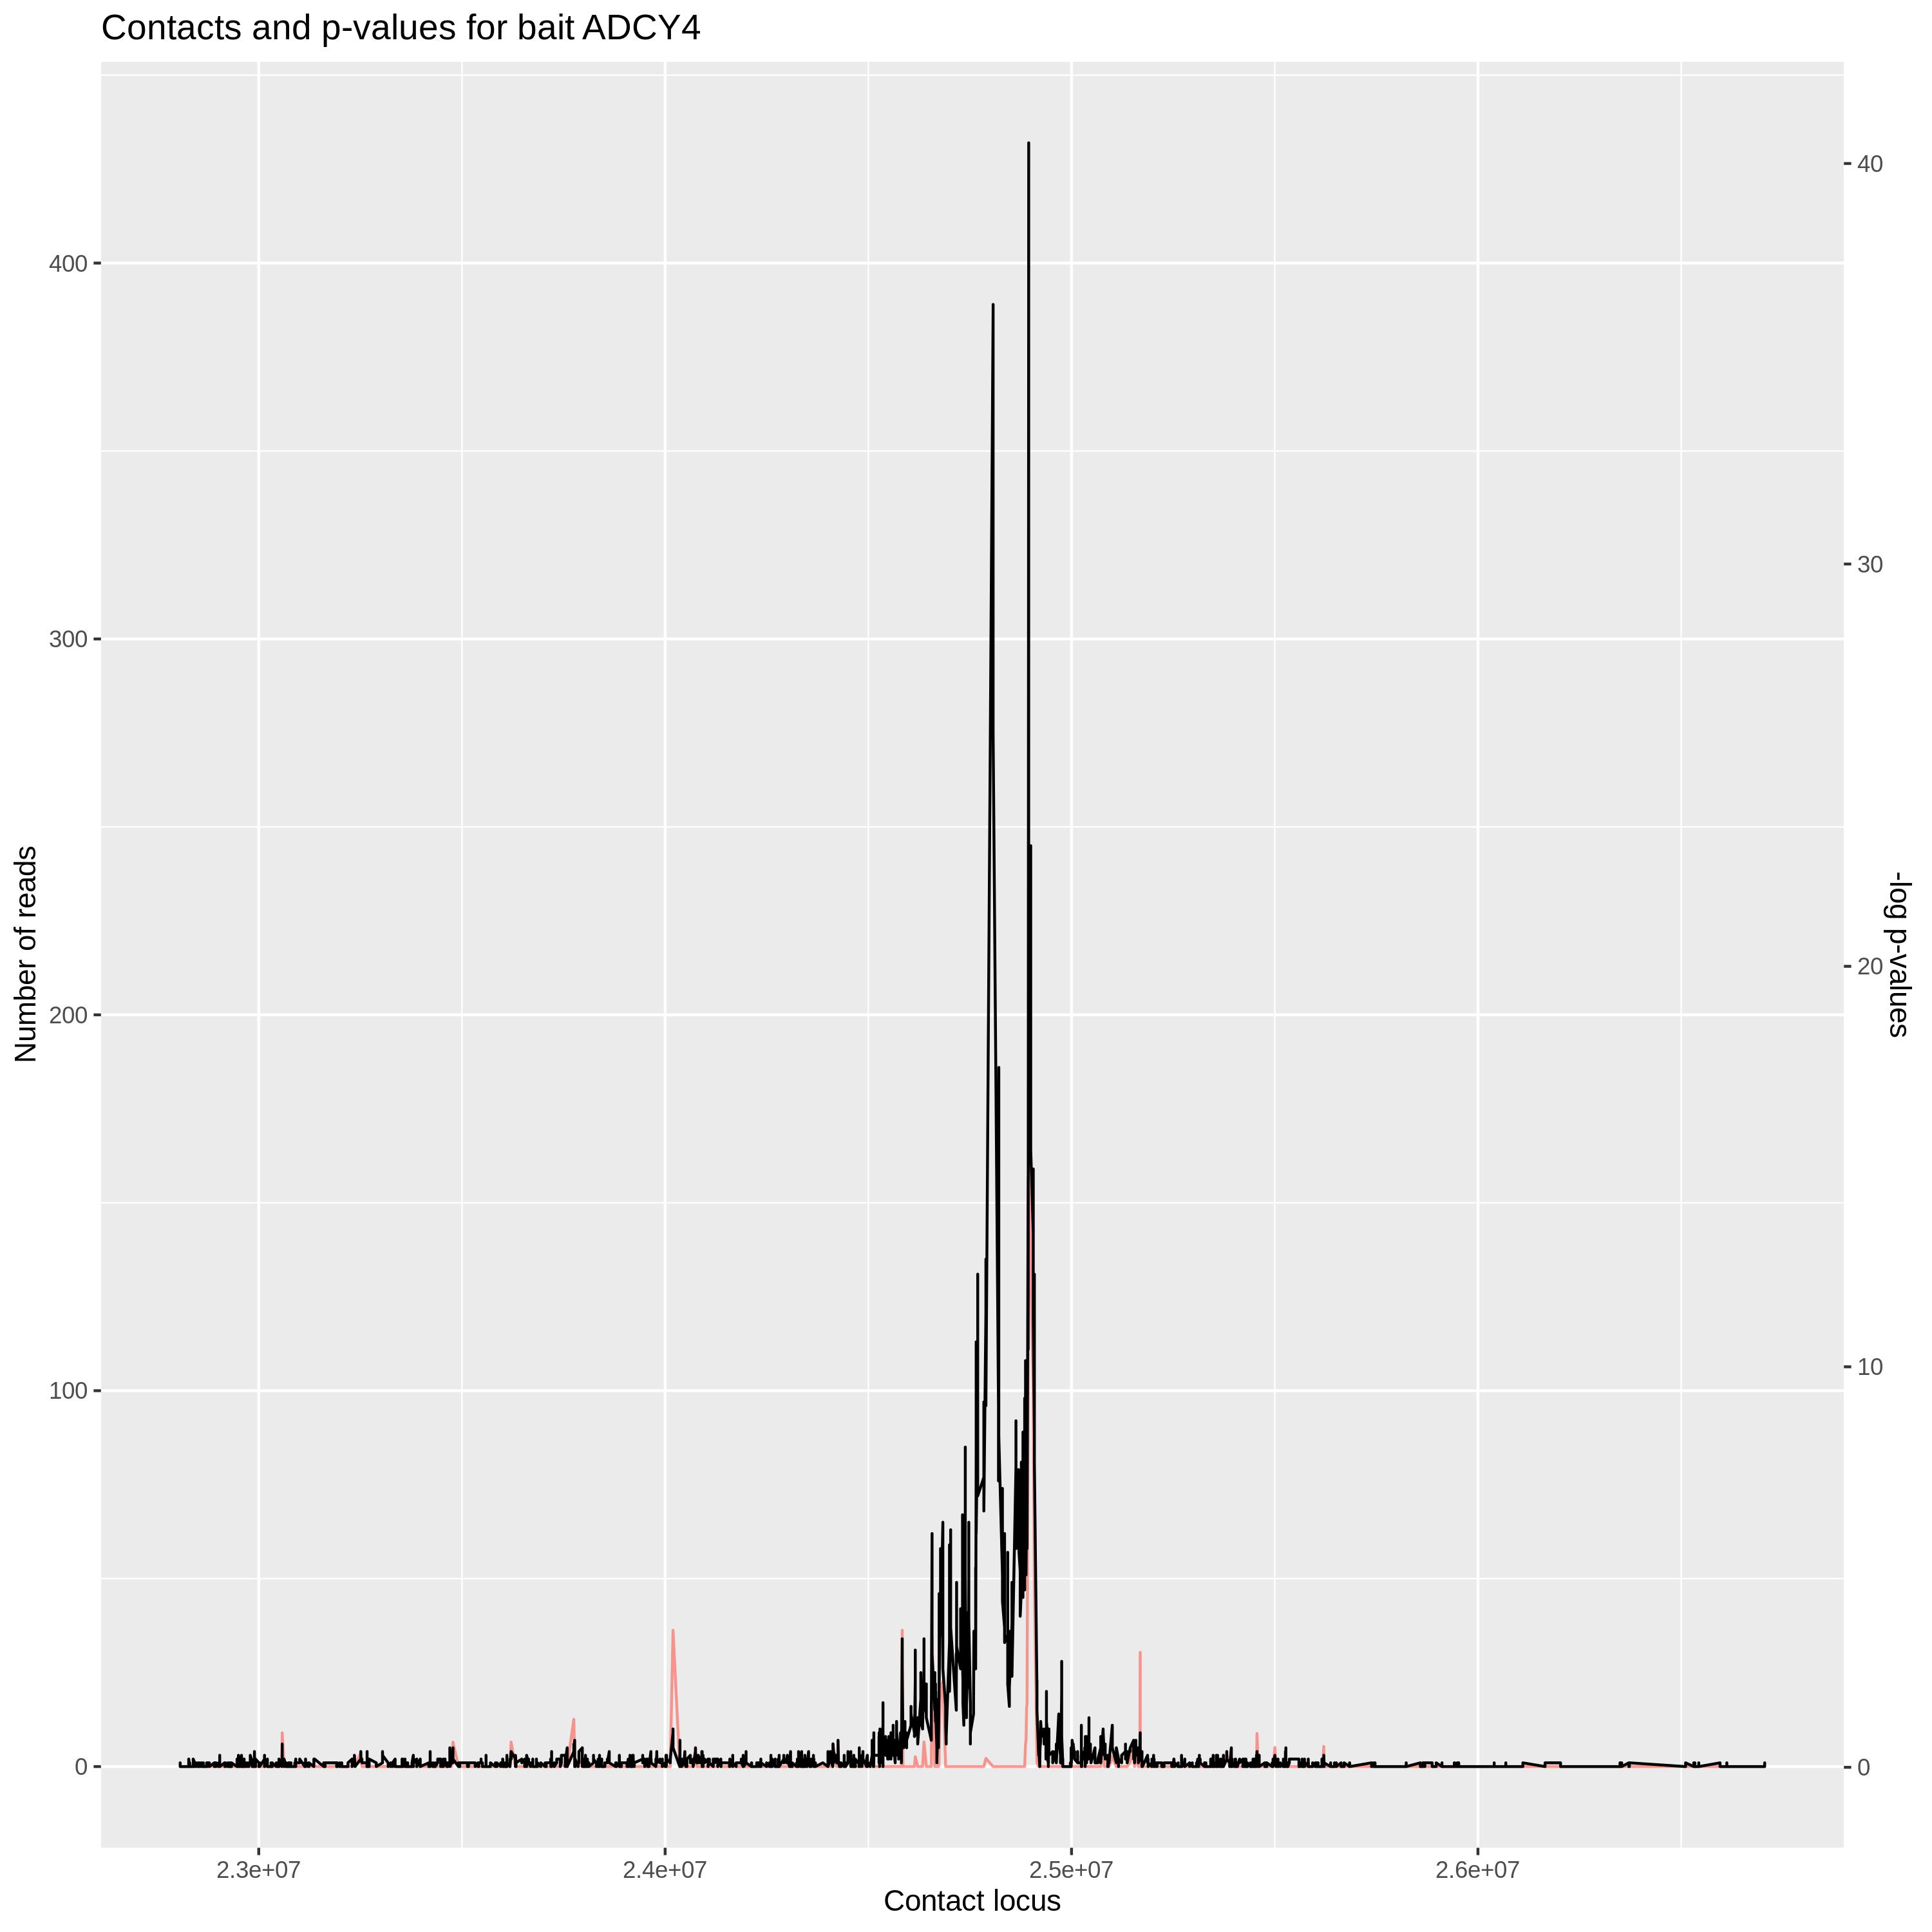 Contacts and p-values for bait ADCY4
400
300
200
100
0
Number of reads
40
30
20
10
0
-log p-values
2.3e+07
2.4e+07
2.5e+07
2.6e+07
Contact locus